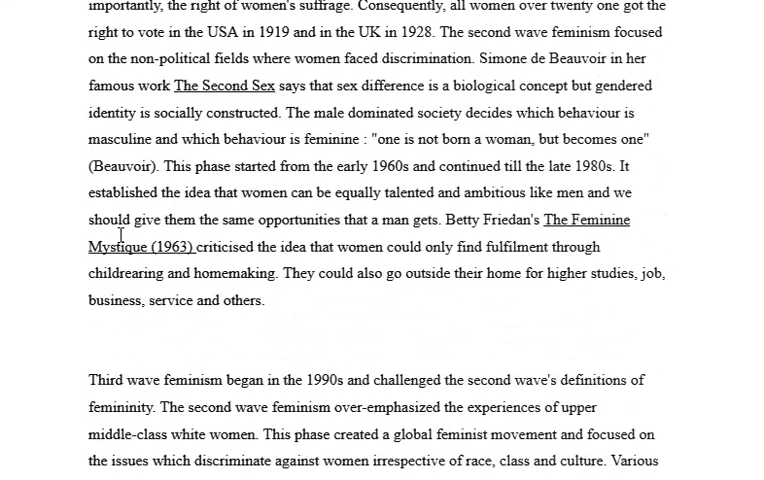 importantly, the right of women's suffrage. Consequently, all women over twenty one got the
right to vote in the USA in 1919 and in the UK in 1928. The second wave feminism focused
on the non-political fields where women faced discrimination. Simone de Beauvoir in her
famous work The Second Sex says that sex difference is a biological concept but gendered
identity is socially constructed. The male dominated society decides which behaviour is
masculine and which behaviour is feminine : "one is not born a woman, but becomes one"
(Beauvoir). This phase started from the early 1960s and continued till the late 1980s. It
established the idea that women can be equally talented and ambitious like men and we
should give them the same opportunities that a man gets. Betty Friedan's The Feminine
Mystique (1963) criticised the idea that women could only find fulfilment through
childrearing and homemaking. They could also go outside their home for higher studies, job,
business, service and others.
Third wave feminism began in the 1990s and challenged the second wave's definitions of
femininity. The second wave feminism over-emphasized the experiences of upper
middle-class white women. This phase created a global feminist movement and focused on
the issues which discriminate against women irrespective of race, class and culture. Various